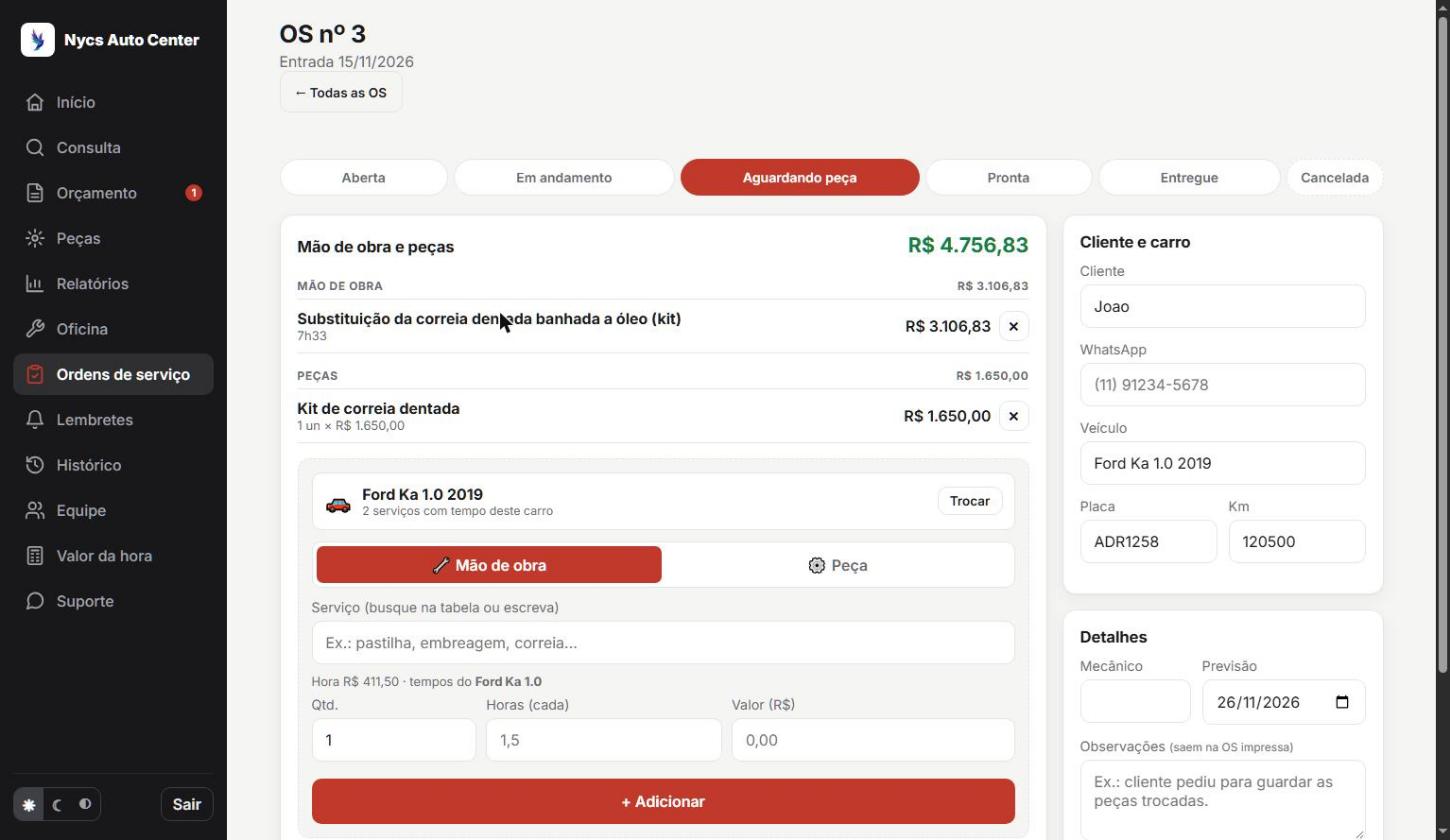 Nycs Auto Center
Início
Consulta
Orçamento 1
Peças
Relatórios
Oficina
Ordens de serviço
Lembretes
Histórico
Equipe
Valor da hora
Suporte
Sair
OS nº 3
Entrada 15/11/2026
← Todas as OS
Aberta
Em andamento
Aguardando peça
Pronta
Entregue
Cancelada
Mão de obra e peças R$ 4.756,83
MÃO DE OBRA R$ 3.106,83
Substituição da correia dentada banhada a óleo (kit)
7h33
R$ 3.106,83 ×
PEÇAS R$ 1.650,00
Kit de correia dentada
1 un × R$ 1.650,00
R$ 1.650,00 ×
Ford Ka 1.0 2019
2 serviços com tempo deste carro
Trocar
Mão de obra
Peça
Serviço (busque na tabela ou escreva)
Ex.: pastilha, embreagem, correia...
Hora R$ 411,50 · tempos do Ford Ka 1.0
Qtd. Horas (cada) Valor (R$)
1 1,5 0,00
+ Adicionar
Cliente e carro
Cliente
Joao
WhatsApp
(11) 91234-5678
Veículo
Ford Ka 1.0 2019
Placa Km
ADR1258 120500
Detalhes
Mecânico Previsão
26/11/2026
Observações (saem na OS impressa)
Ex.: cliente pediu para guardar as
peças trocadas.